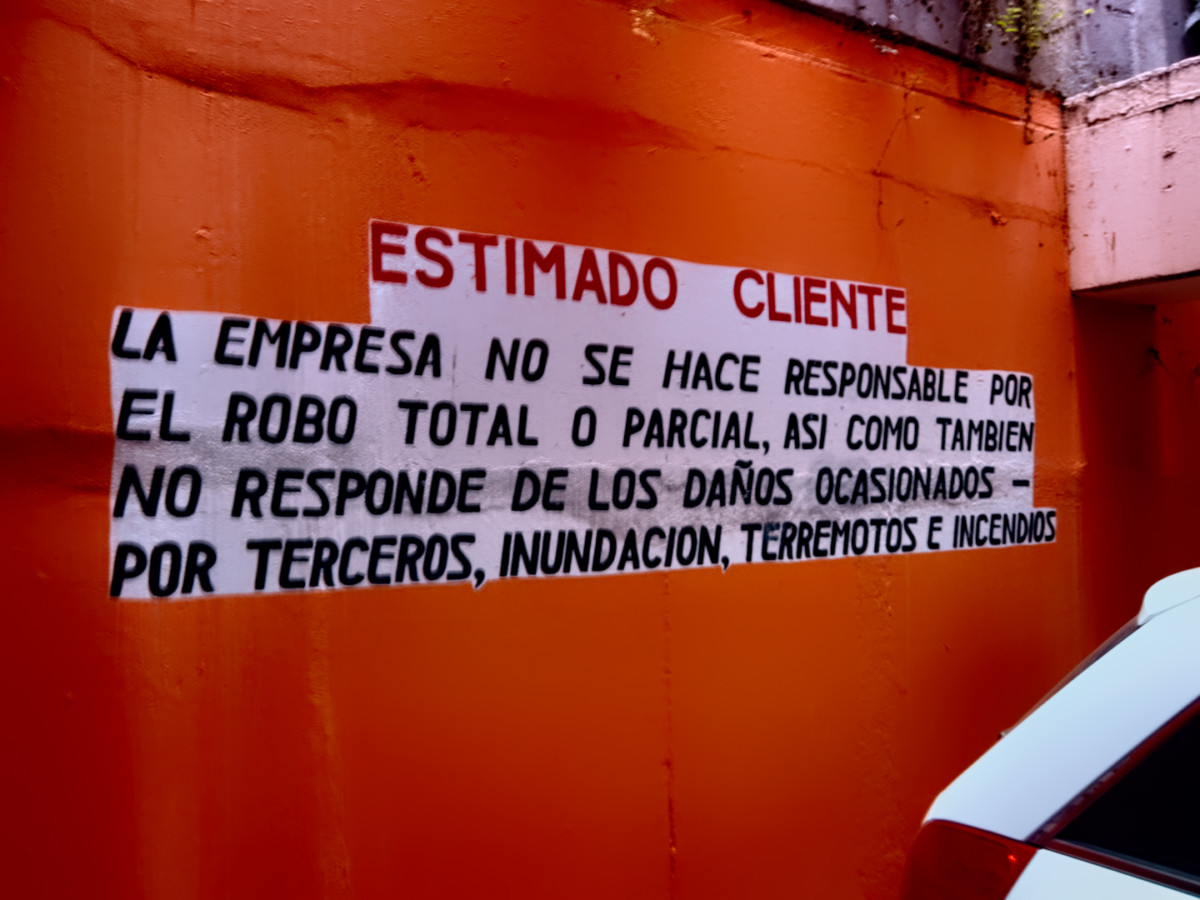 ESTIMADO CLIENTE
LA EMPRESA NO SE HACE RESPONSABLE POR
EL ROBO TOTAL O PARCIAL, ASI COMO TAMBIEN
NO RESPONDE DE LOS DAÑOS OCASIONADOS –
POR TERCEROS, INUNDACION, TERREMOTOS E INCENDIOS